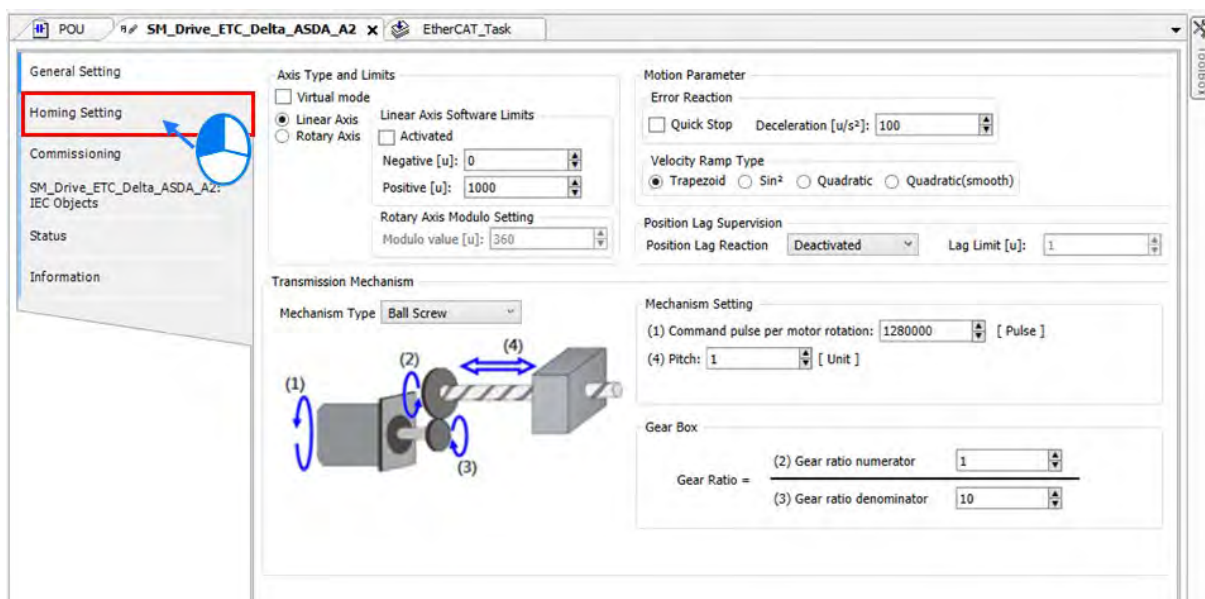 POU
SM_Drive_ETC_Delta_ASDA_A2 x
EtherCAT_Task
Toolbox
General Setting
Homing Setting
Commissioning
SM_Drive_ETC_Delta_ASDA_A2:
IEC Objects
Status
Information
Axis Type and Limits
Virtual mode
Linear Axis
Rotary Axis
Linear Axis Software Limits
Activated
Negative [u]: 0
Positive [u]: 1000
Rotary Axis Modulo Setting
Modulo value [u]: 360
Motion Parameter
Error Reaction
Quick Stop Deceleration [u/s²]: 100
Velocity Ramp Type
Trapezoid Sin² Quadratic Quadratic(smooth)
Position Lag Supervision
Position Lag Reaction Deactivated Lag Limit [u]: 1
Transmission Mechanism
Mechanism Type Ball Screw
(1)
(2)
(4)
(3)
Mechanism Setting
(1) Command pulse per motor rotation: 1280000 [ Pulse ]
(4) Pitch: 1 [ Unit ]
Gear Box
Gear Ratio =
(2) Gear ratio numerator 1
(3) Gear ratio denominator 10